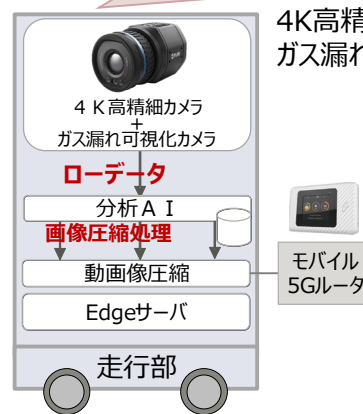 4K高精
ガス漏れ
4K高精細カメラ
+
ガス漏れ可視化カメラ
ローデータ
分析AI
画像圧縮処理
動画像圧縮
Edgeサーバ
走行部
モバイル
5Gルータ